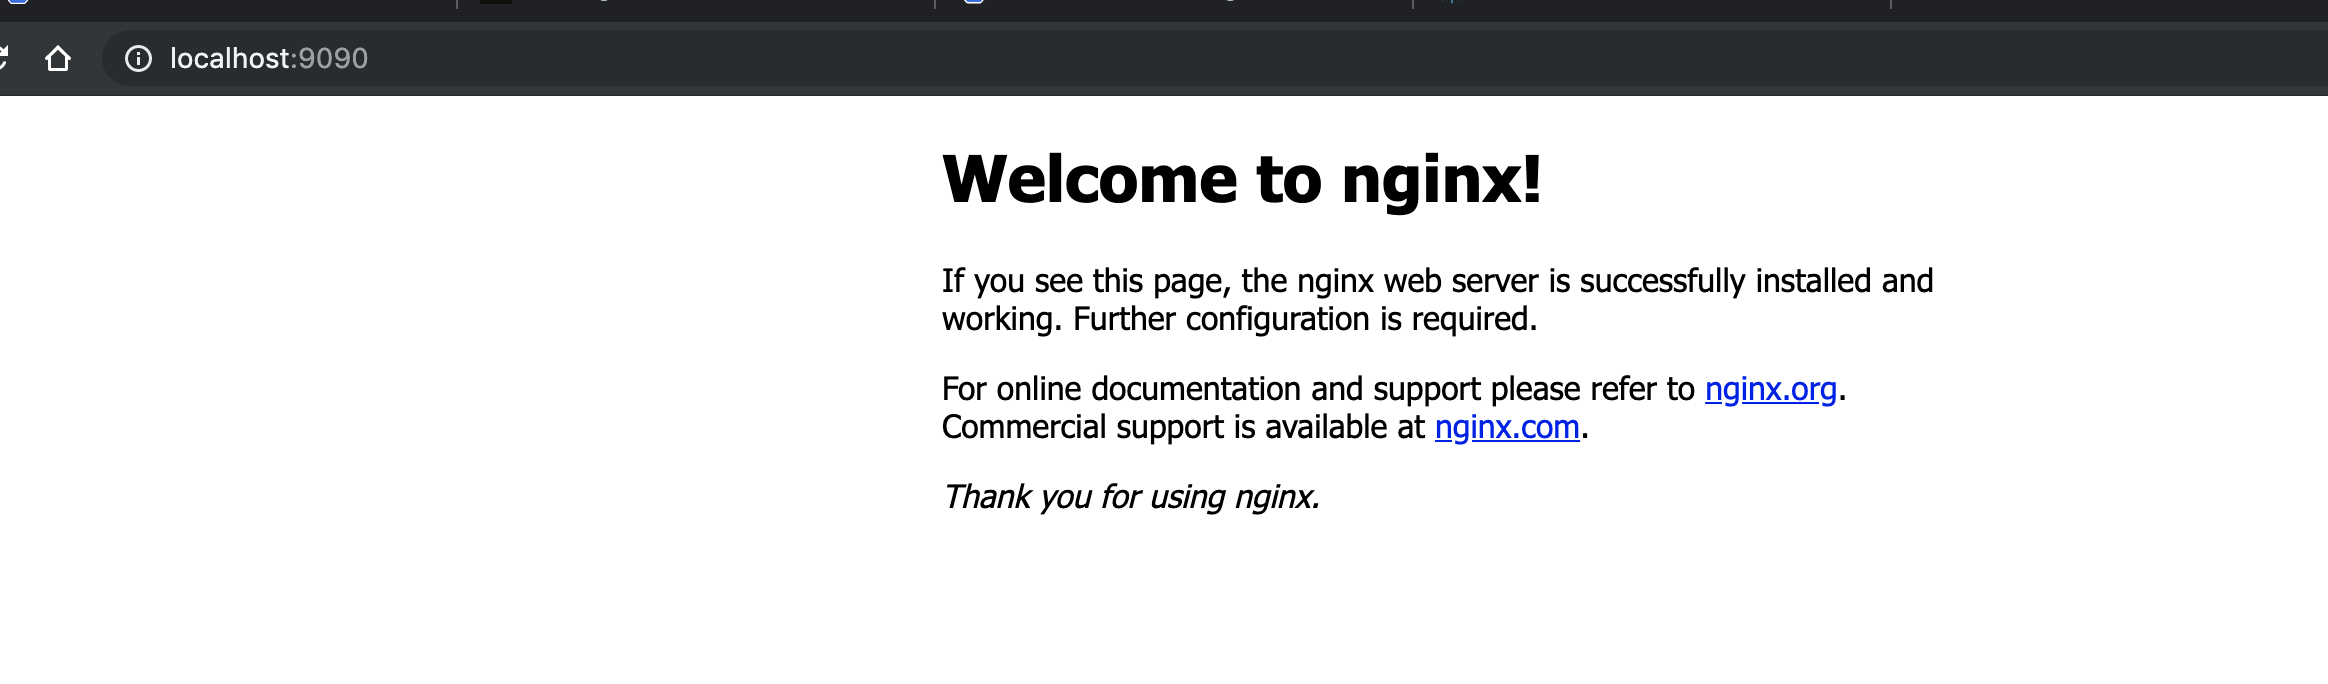 localhost:9090
Welcome to nginx!
If you see this page, the nginx web server is successfully installed and
working. Further configuration is required.
For online documentation and support please refer to nginx.org.
Commercial support is available at nginx.com.
Thank you for using nginx.